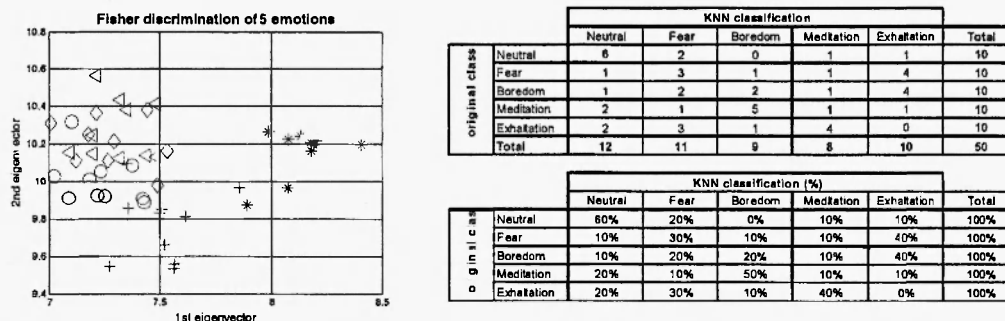 Fisher discrimination of 5 emotions
10.8
10.6
10.4
10.2
10
9.8
9.6
9.4
2nd eigenvector
7
7.5
8
8.5
1st eigenvector
KNN classification
Neutral Fear Boredom Meditation Exhaltation Total
original class
Neutral 6 2 0 1 1 10
Fear 1 3 1 1 4 10
Boredom 1 2 2 1 4 10
Meditation 2 1 5 1 1 10
Exhaltation 2 3 1 4 0 10
Total 12 11 9 8 10 50
KNN classification (%)
Neutral Fear Boredom Meditation Exhaltation Total
o ginal clas
Neutral 60% 20% 0% 10% 10% 100%
Fear 10% 30% 10% 10% 40% 100%
Boredom 10% 20% 20% 10% 40% 100%
Meditation 20% 10% 50% 10% 10% 100%
Exhaltation 20% 30% 10% 40% 0% 100%